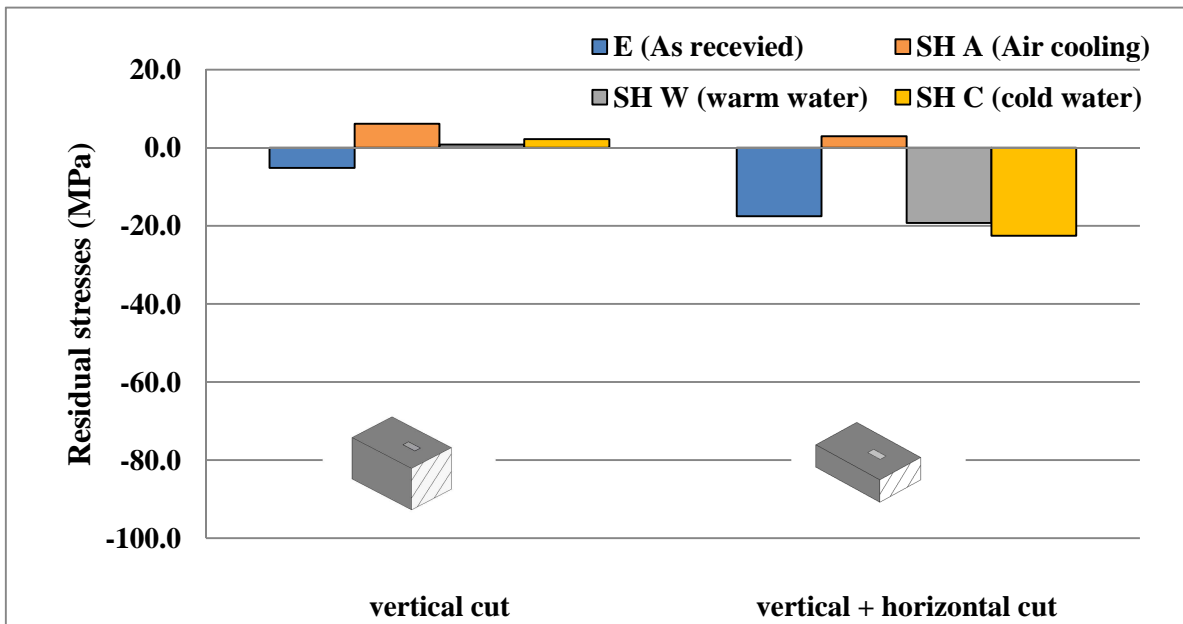 E (As recevied)
SH A (Air cooling)
SH W (warm water)
SH C (cold water)
Residual stresses (MPa)
20.0
0.0
-20.0
-40.0
-60.0
-80.0
-100.0
vertical cut
vertical + horizontal cut